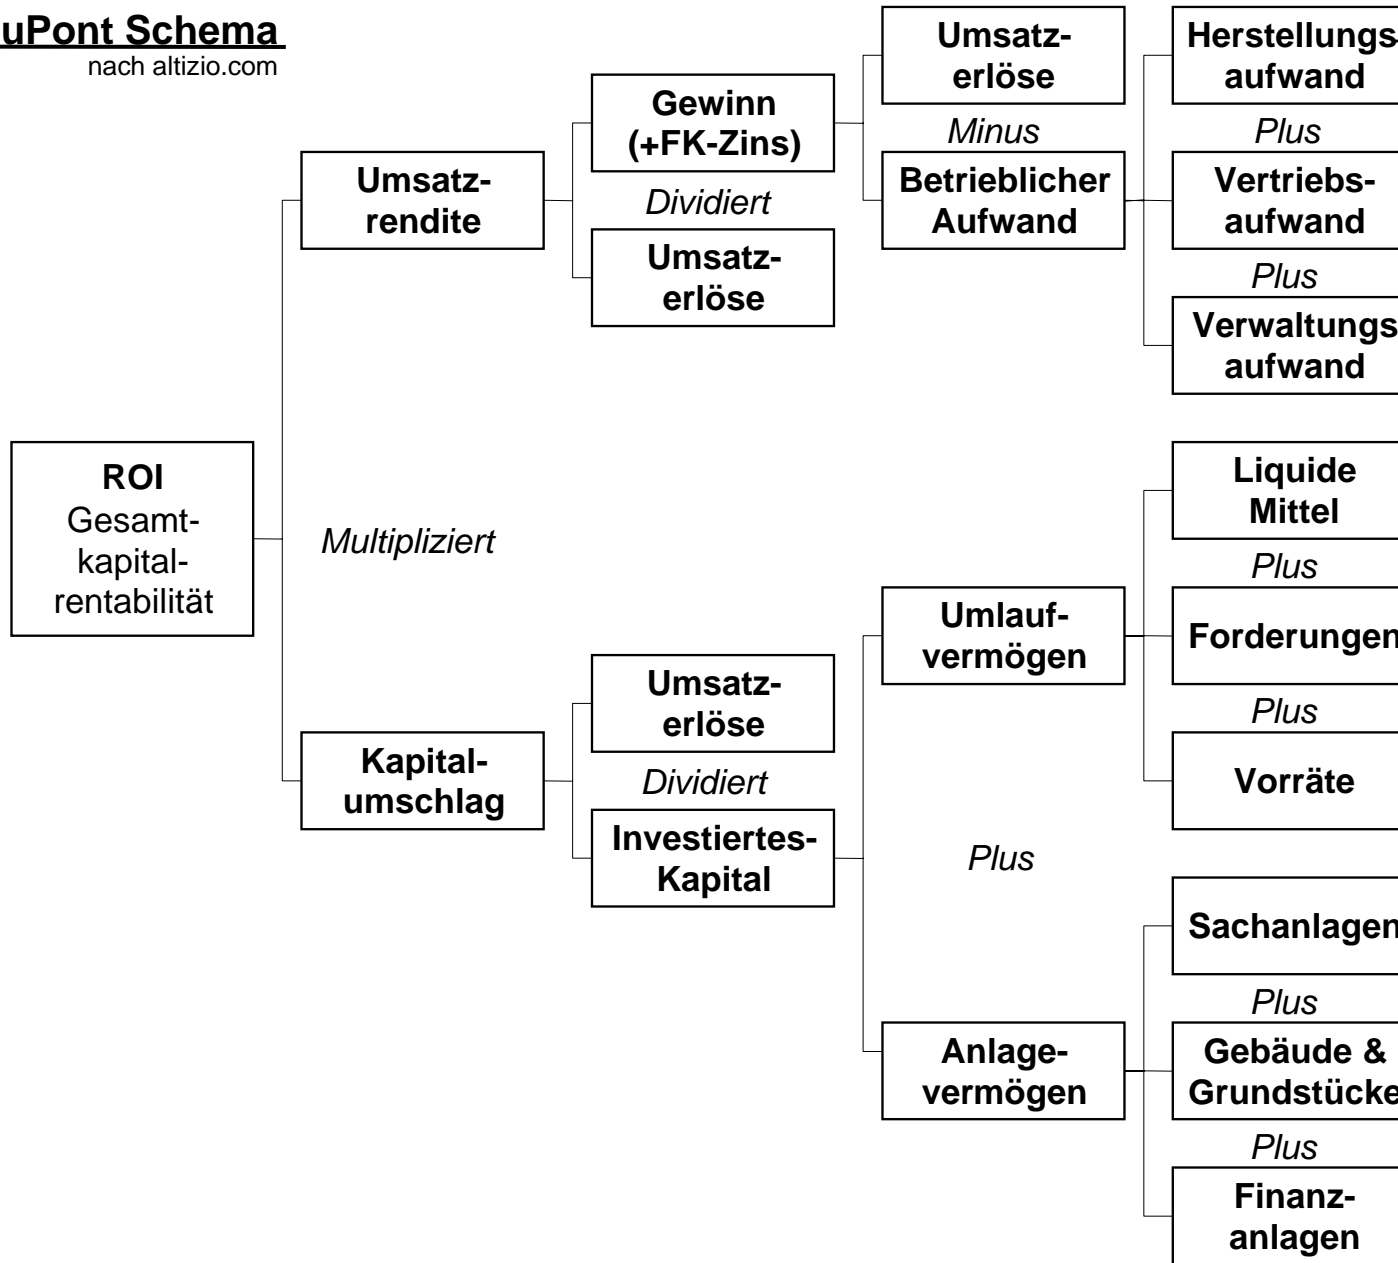 uPont Schema
nach altizio.com
ROI
Gesamt-
kapital-
rentabilität
Multipliziert
Umsatz-
rendite
Kapital-
umschlag
Gewinn
(+FK-Zins)
Dividiert
Umsatz-
erlöse
Umsatz-
erlöse
Dividiert
Investiertes-
Kapital
Umsatz-
erlöse
Minus
Betrieblicher
Aufwand
Umlauf-
vermögen
Plus
Anlage-
vermögen
Herstellungs-
aufwand
Plus
Vertriebs-
aufwand
Plus
Verwaltungs
aufwand
Liquide
Mittel
Plus
Forderungen
Plus
Vorräte
Sachanlagen
Plus
Gebäude &
Grundstücke
Plus
Finanz-
anlagen